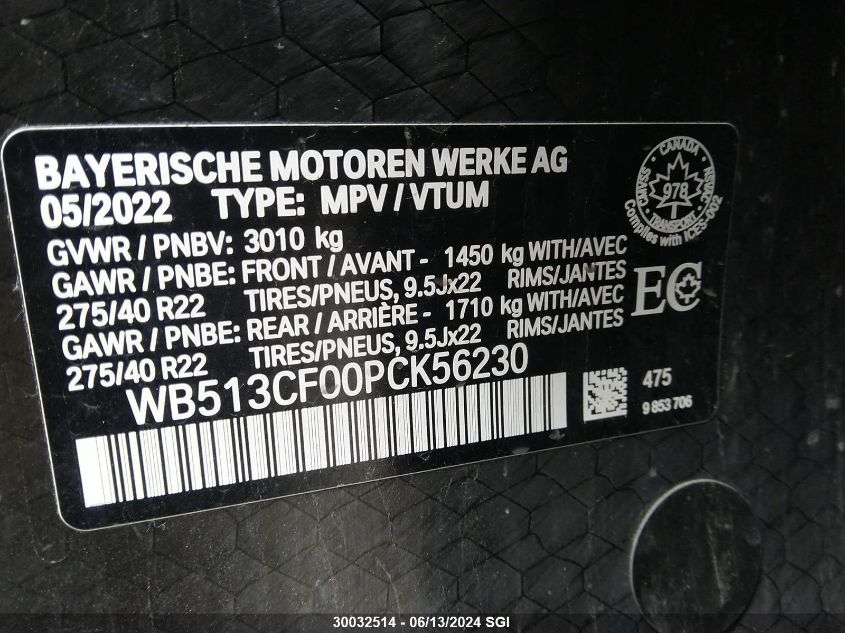 BAYERISCHE MOTOREN WERKE AG
05/2022 TYPE: MPV / VTUM
GVWR / PNBV: 3010 kg
GAWR / PNBE: FRONT / AVANT - 1450 kg WITH/AVEC
275/40 R22 TIRES/PNEUS, 9.5Jx22 RIMS/JANTES
GAWR / PNBE: REAR / ARRIÈRE - 1710 kg WITH/AVEC
275/40 R22 TIRES/PNEUS, 9.5Jx22 RIMS/JANTES
WB513CF00PCK56230
CANADA
978
TRANSPORT
Complies with ICES-002
EC
475
9 853 706
30032514 - 06/13/2024 SGI